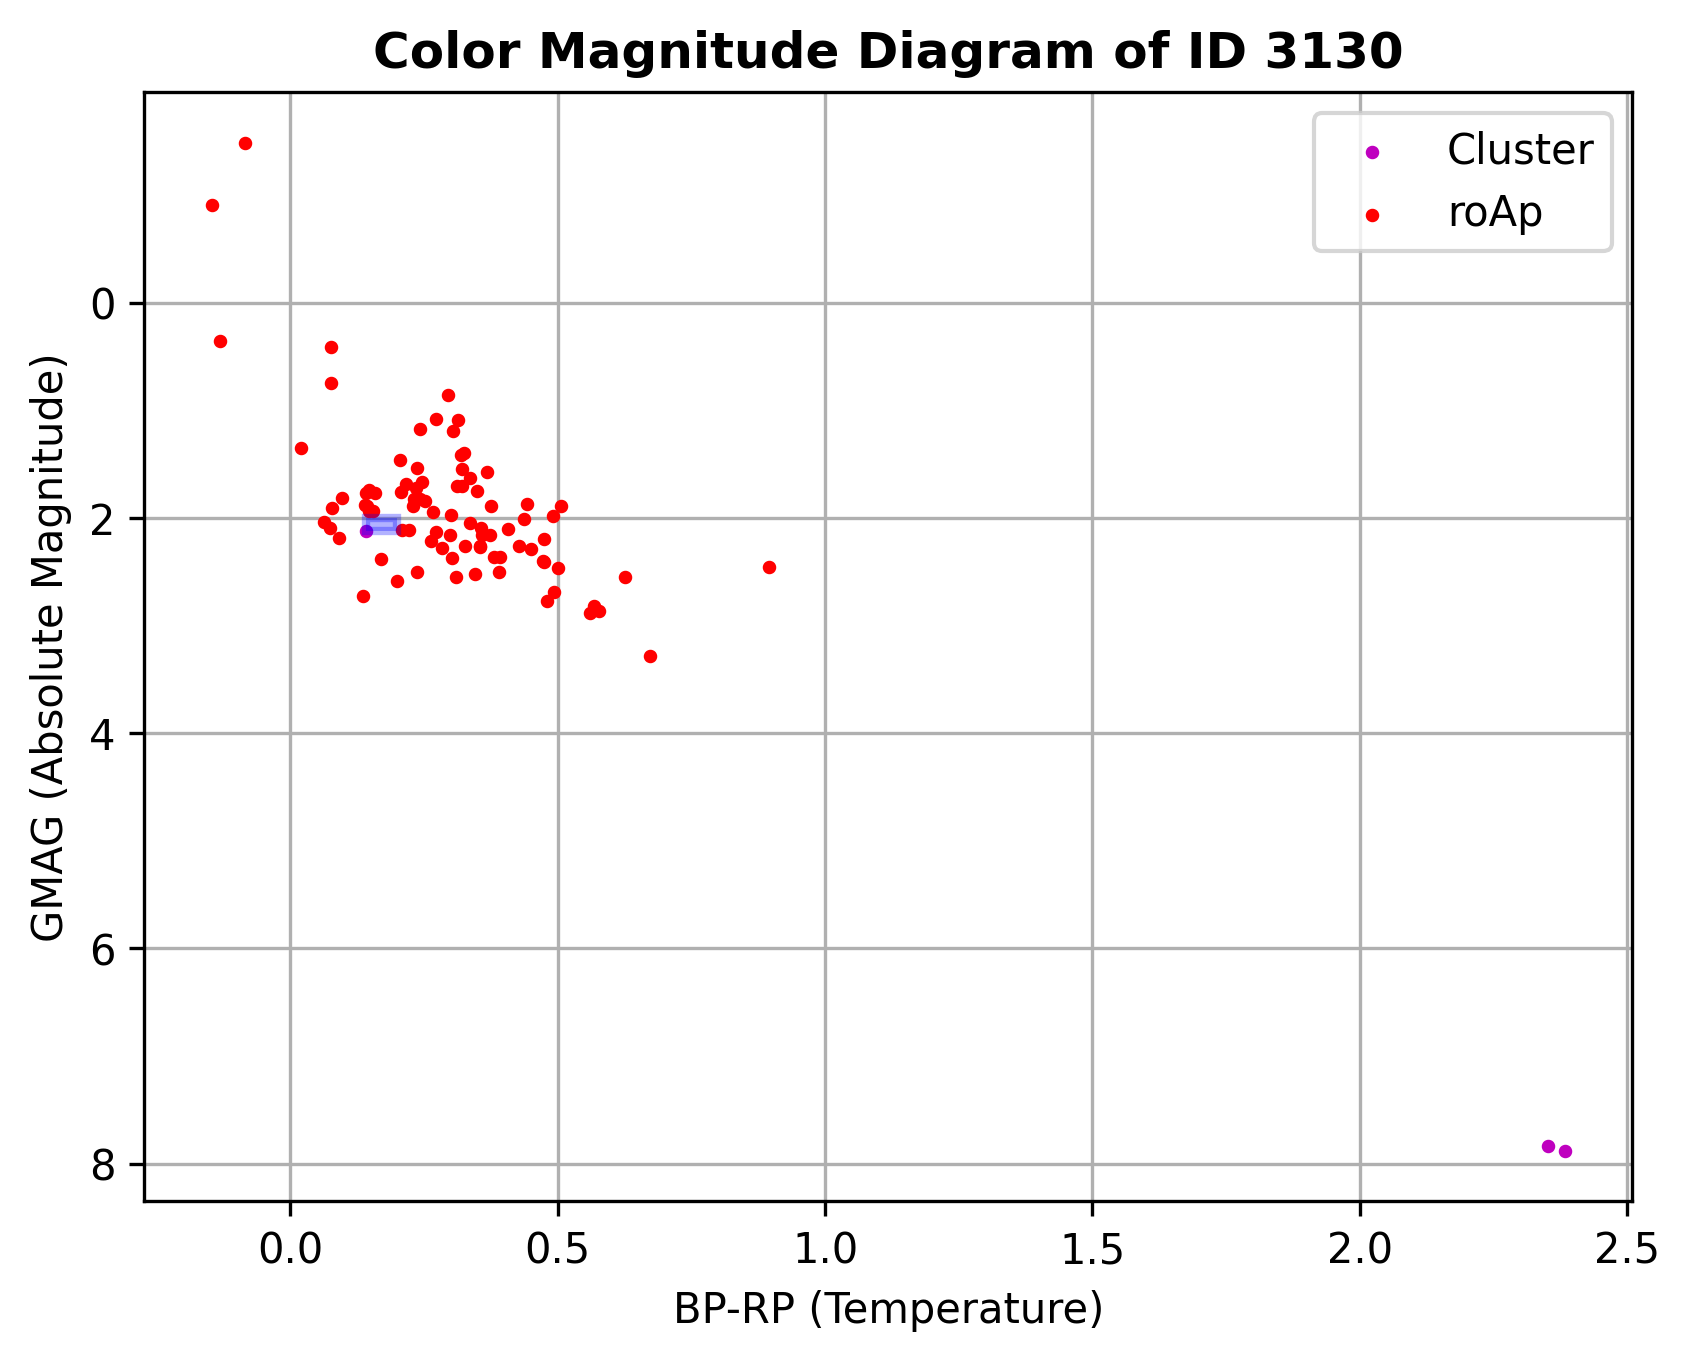 Color Magnitude Diagram of ID 3130
Cluster
roAp
GMAG (Absolute Magnitude)
0
2
4
6
8
0.0 0.5 1.0 1.5 2.0 2.5
BP-RP (Temperature)